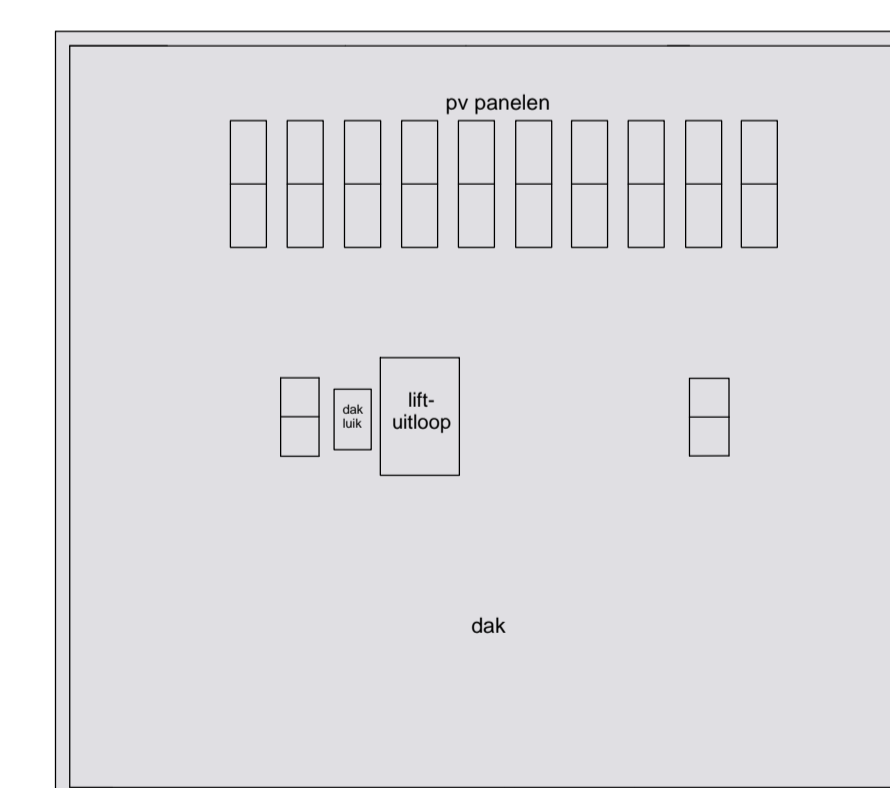 pv panelen
dak
luik
lift-
uitloop
dak